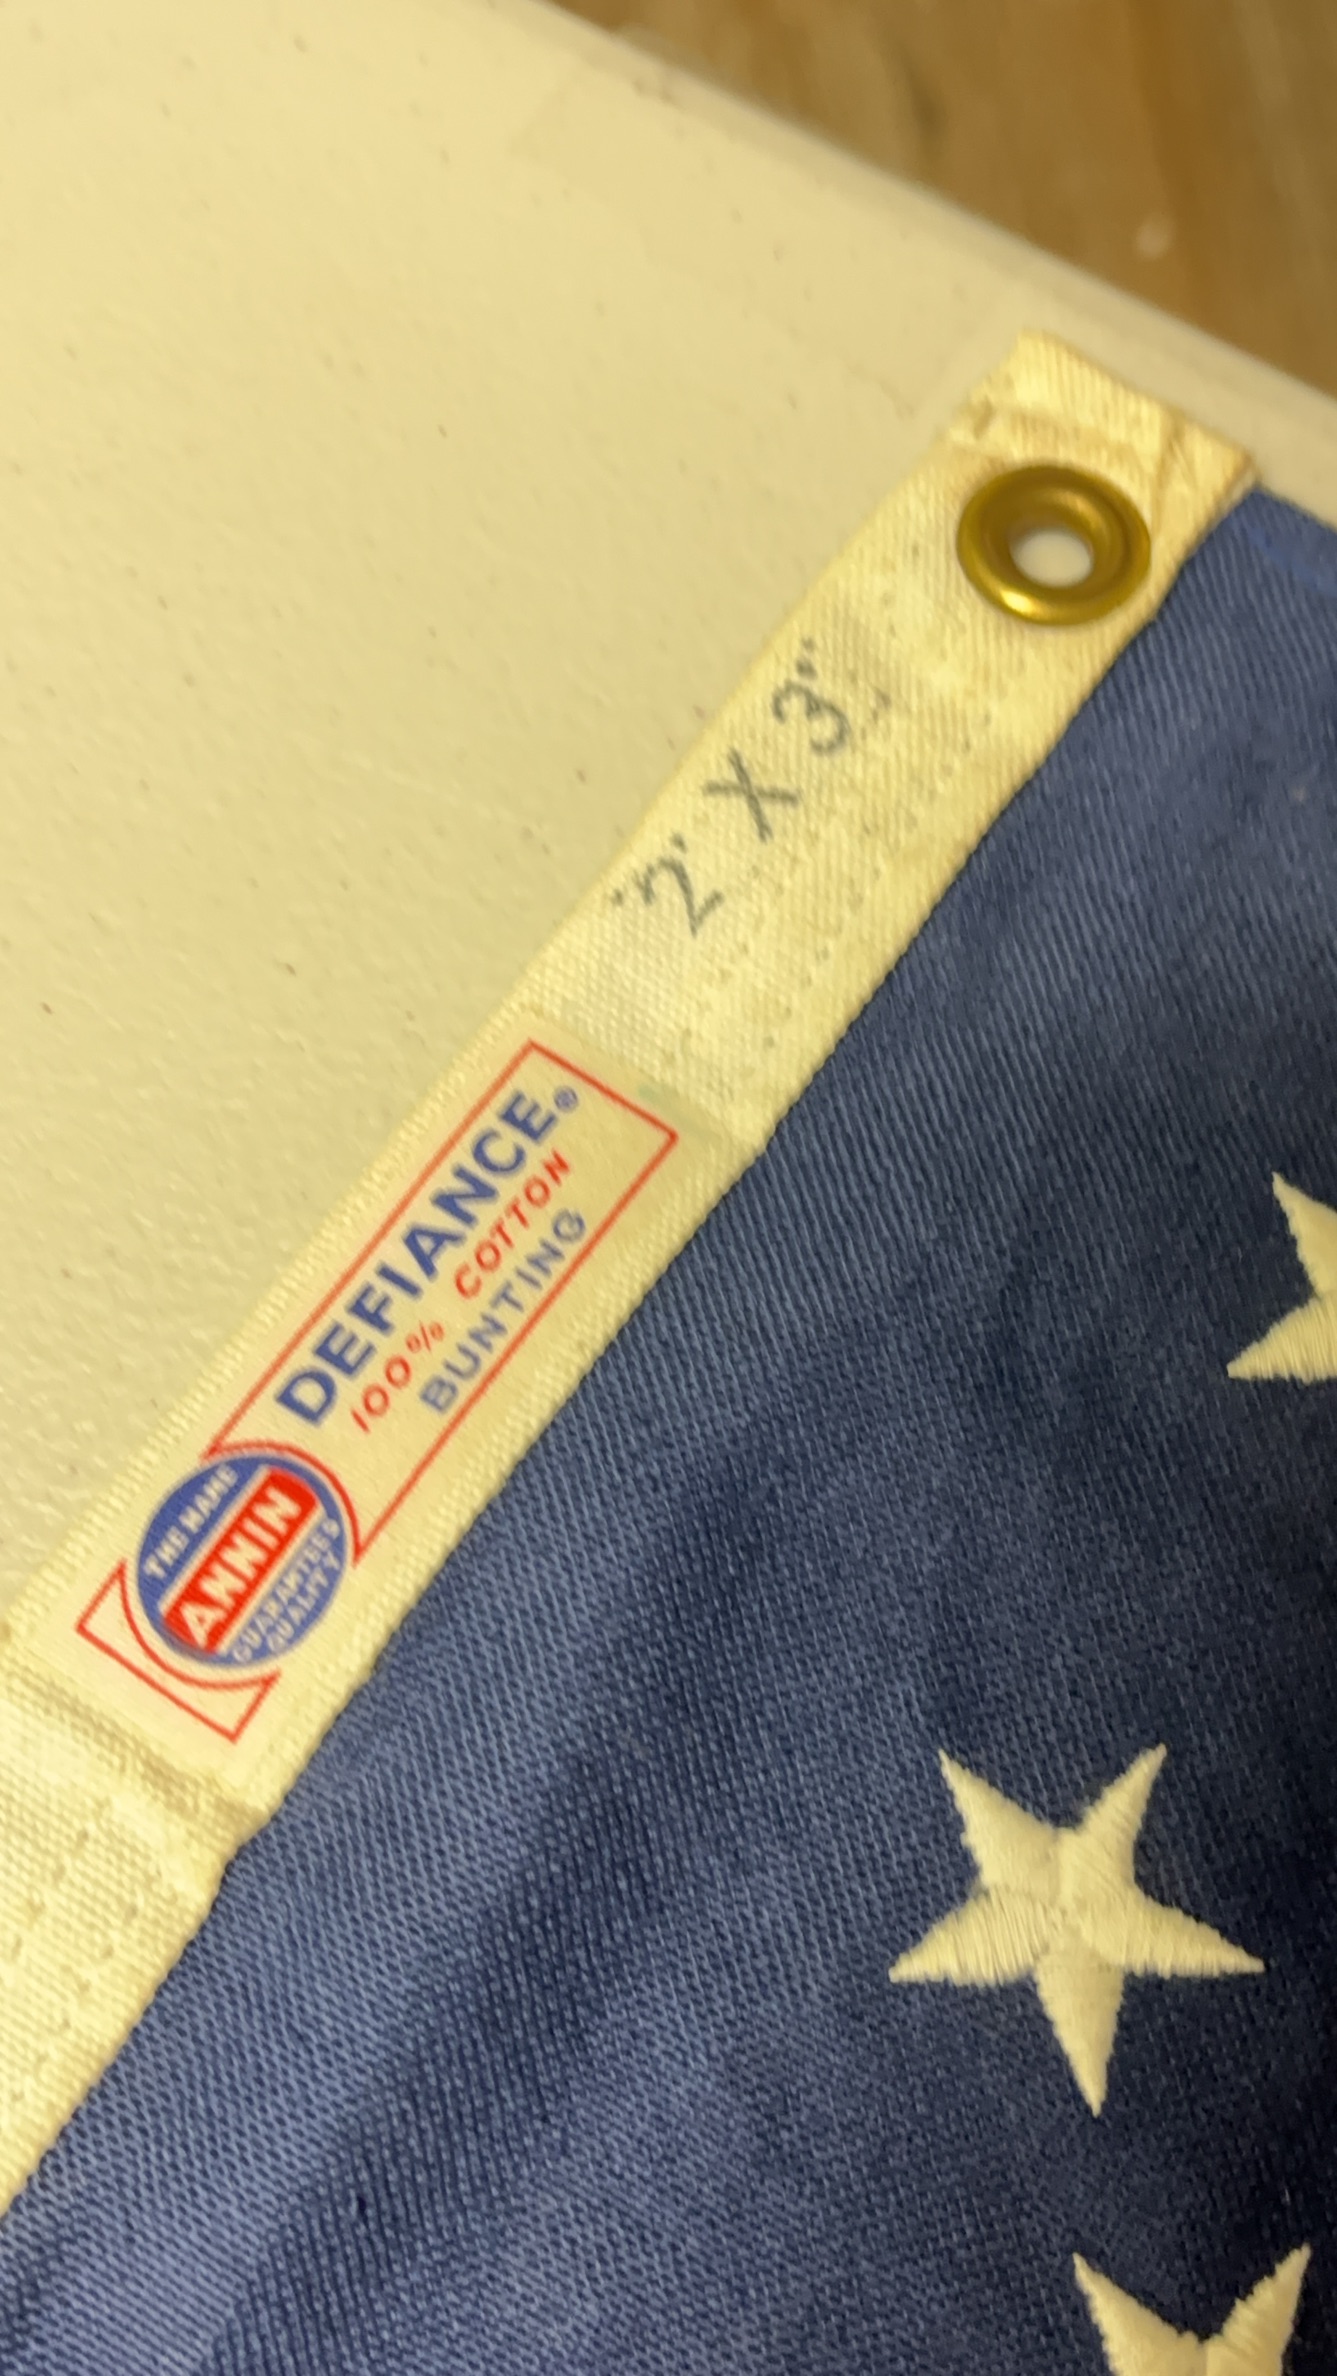 2' X 3'
DEFIANCE®
100% COTTON
BUNTING
THE NAME
ANNIN
GUARANTEES
QUALITY